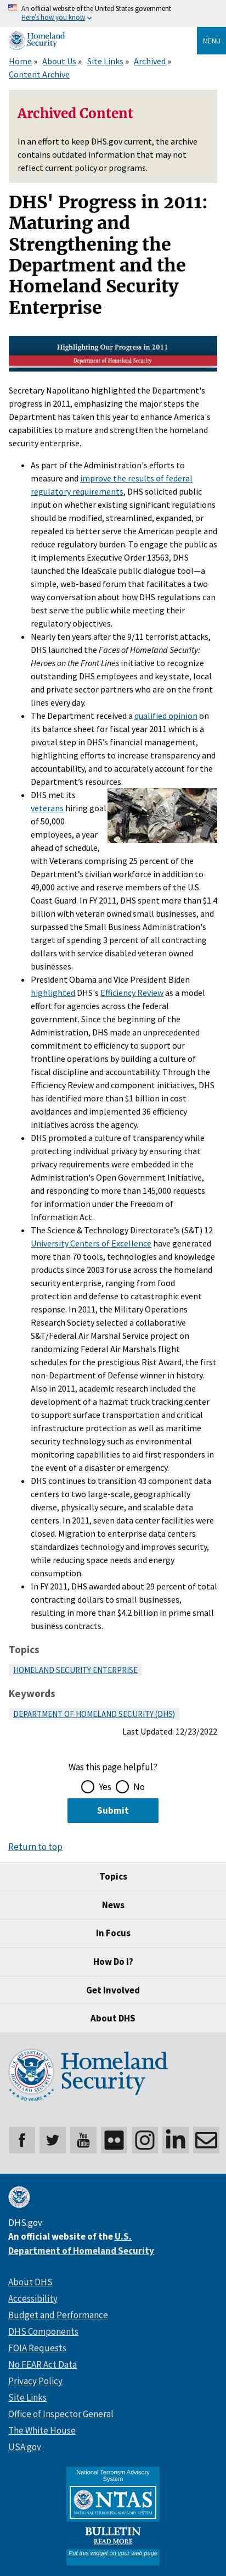 An official website of the United States government
Here's how you know
Homeland
Security
MENU
Home » About Us » Site Links » Archived »
Content Archive
Archived Content
In an effort to keep DHS.gov current, the archive
contains outdated information that may not
reflect current policy or programs.
DHS' Progress in 2011:
Maturing and
Strengthening the
Department and the
Homeland Security
Enterprise
Highlighting Our Progress in 2011
Department of Homeland Security
Secretary Napolitano highlighted the Department's
progress in 2011, emphasizing the major steps the
Department has taken this year to enhance America's
capabilities to mature and strengthen the homeland
security enterprise.
• As part of the Administration's efforts to
measure and improve the results of federal
regulatory requirements, DHS solicited public
input on how existing significant regulations
should be modified, streamlined, expanded, or
repealed to better serve the American people and
reduce regulatory burden. To engage the public as
it implements Executive Order 13563, DHS
launched the IdeaScale public dialogue tool—a
simple, web-based forum that facilitates a two-
way conversation about how DHS regulations can
best serve the public while minimizing their
regulatory objectives.
• Nearly ten years after the 9/11 terrorist attacks,
DHS launched the Faces of Homeland Security:
Heroes on the Front Lines initiative to recognize
outstanding DHS employees and key state, local
and private sector partners who are on the front
lines every day.
• The Department received a qualified opinion on
its balance sheet for fiscal year 2011 which is a
pivotal step in DHS’s financial management,
highlighting efforts to increase transparency and
accountability, and to accurately account for the
Department’s resources.
• DHS met its
veterans hiring goal
of 50,000
employees, a year
ahead of schedule,
with Veterans comprising 25 percent of the
Department’s civilian workforce in addition to
49,000 active and reserve members of the U.S.
Coast Guard. In FY 2011, DHS spent more than $1.4
billion with veteran owned small businesses, and
surpassed the Small Business Administration's
target of spending 3 percent of all contracting
dollars with service disabled veteran owned
businesses.
• President Obama and Vice President Biden
highlighted DHS's Efficiency Review as a model
effort for agencies across the federal
government. Since the beginning of the
Administration, DHS made an unprecedented
commitment to efficiency to support our
frontline operations by building a culture of
fiscal discipline and accountability. Through the
Efficiency Review and component initiatives, DHS
identified more than $1 billion in cost
avoidances and implemented 36 efficiency
initiatives across the agency.
• DHS promoted a culture of transparency while
protecting individual privacy by ensuring that
privacy requirements were embedded in the
Administration's Open Government Initiative,
and responding to more than 145,000 requests
for information under the Freedom of
Information Act.
• The Science & Technology Directorate’s (S&T) 12
University Centers of Excellence have generated
more than 70 tools, technologies and knowledge
products since 2003 for use across the homeland
security enterprise, ranging from food
protection and defense to catastrophic event
response. In 2011, the Military Operations
Research Society selected a collaborative
S&T/Federal Air Marshal Service project on
randomizing Federal Air Marshals flight
schedules for the prestigious Rist Award, the first
non-Department of Defense winner in history.
Also in 2011, academic research included the
development of a mobile truck hazard tracking
center to support surface transportation and critical
infrastructure security as well as maritime
security technology such as environmental
monitoring capabilities to aid first responders in
the event of a disaster or emergency.
• DHS continues to transition 43 component data
centers to two large-scale, geographically
diverse, physically secure, and scalable data
centers. In 2011, seven data center facilities were
closed. Migration to enterprise data centers
standardizes technology and improves security,
while reducing space needs and energy
consumption.
• In FY 2011, DHS awarded about 29 percent of total
contracting dollars to small businesses,
resulting in more than $4.2 billion in prime small
business contracts.
Topics
HOMELAND SECURITY ENTERPRISE
Keywords
DEPARTMENT OF HOMELAND SECURITY (DHS)
Last Updated: 12/23/2022
Was this page helpful?
Yes No
Submit
Return to top
Topics
News
In Focus
How Do I?
Get Involved
About DHS
Homeland
Security
20 YEARS
You
Tube
DHS.gov
An official website of the U.S.
Department of Homeland Security
About DHS
Accessibility
Budget and Performance
DHS Components
FOIA Requests
No FEAR Act Data
Privacy Policy
Site Links
Office of Inspector General
The White House
USA.gov
National Terrorism Advisory
System
NTAS
NATIONAL TERRORISM ADVISORY SYSTEM
BULLETIN
READ MORE
Put this widget on your web page